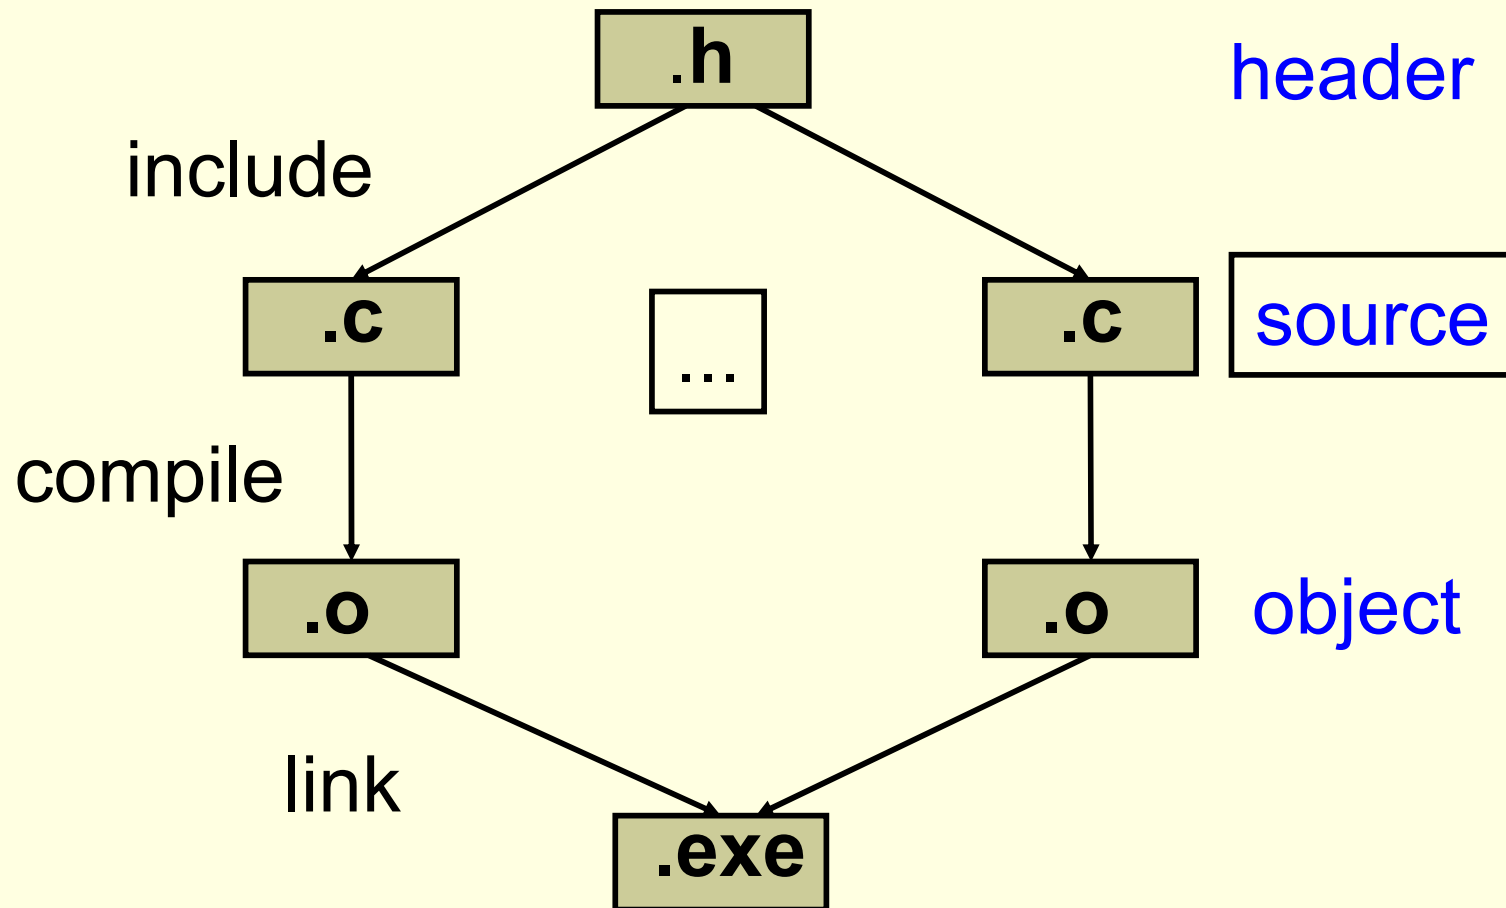 .h
header
include
.c
...
.c
source
compile
.o
.o
object
link
.exe